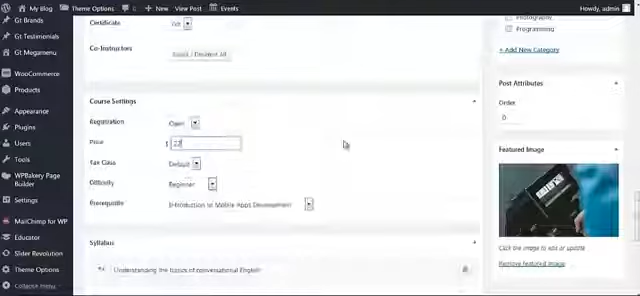 My Blog Theme Options 0 New View Post Howdy, admin
Gt Brands
Gt Testimonials
Gt Megamenu
WooCommerce
Products
Appearance
Plugins
Users
Tools
WPBakery Page Builder
Settings
MailChimp for WP
Educator
Slider Revolution
Theme Options
Collapse menu
Certificate
Co-Instructors
Select / Deselect All
Course Settings
Registration Open
Price 22
Tax Class Default
Difficulty Beginner
Prerequisite Introduction to Mobile Apps Development
Syllabus
Understanding the basics of conversational English
Photography
Programming
+ Add New Category
Post Attributes
Order
0
Featured Image
Click the image to edit or update
Remove featured image